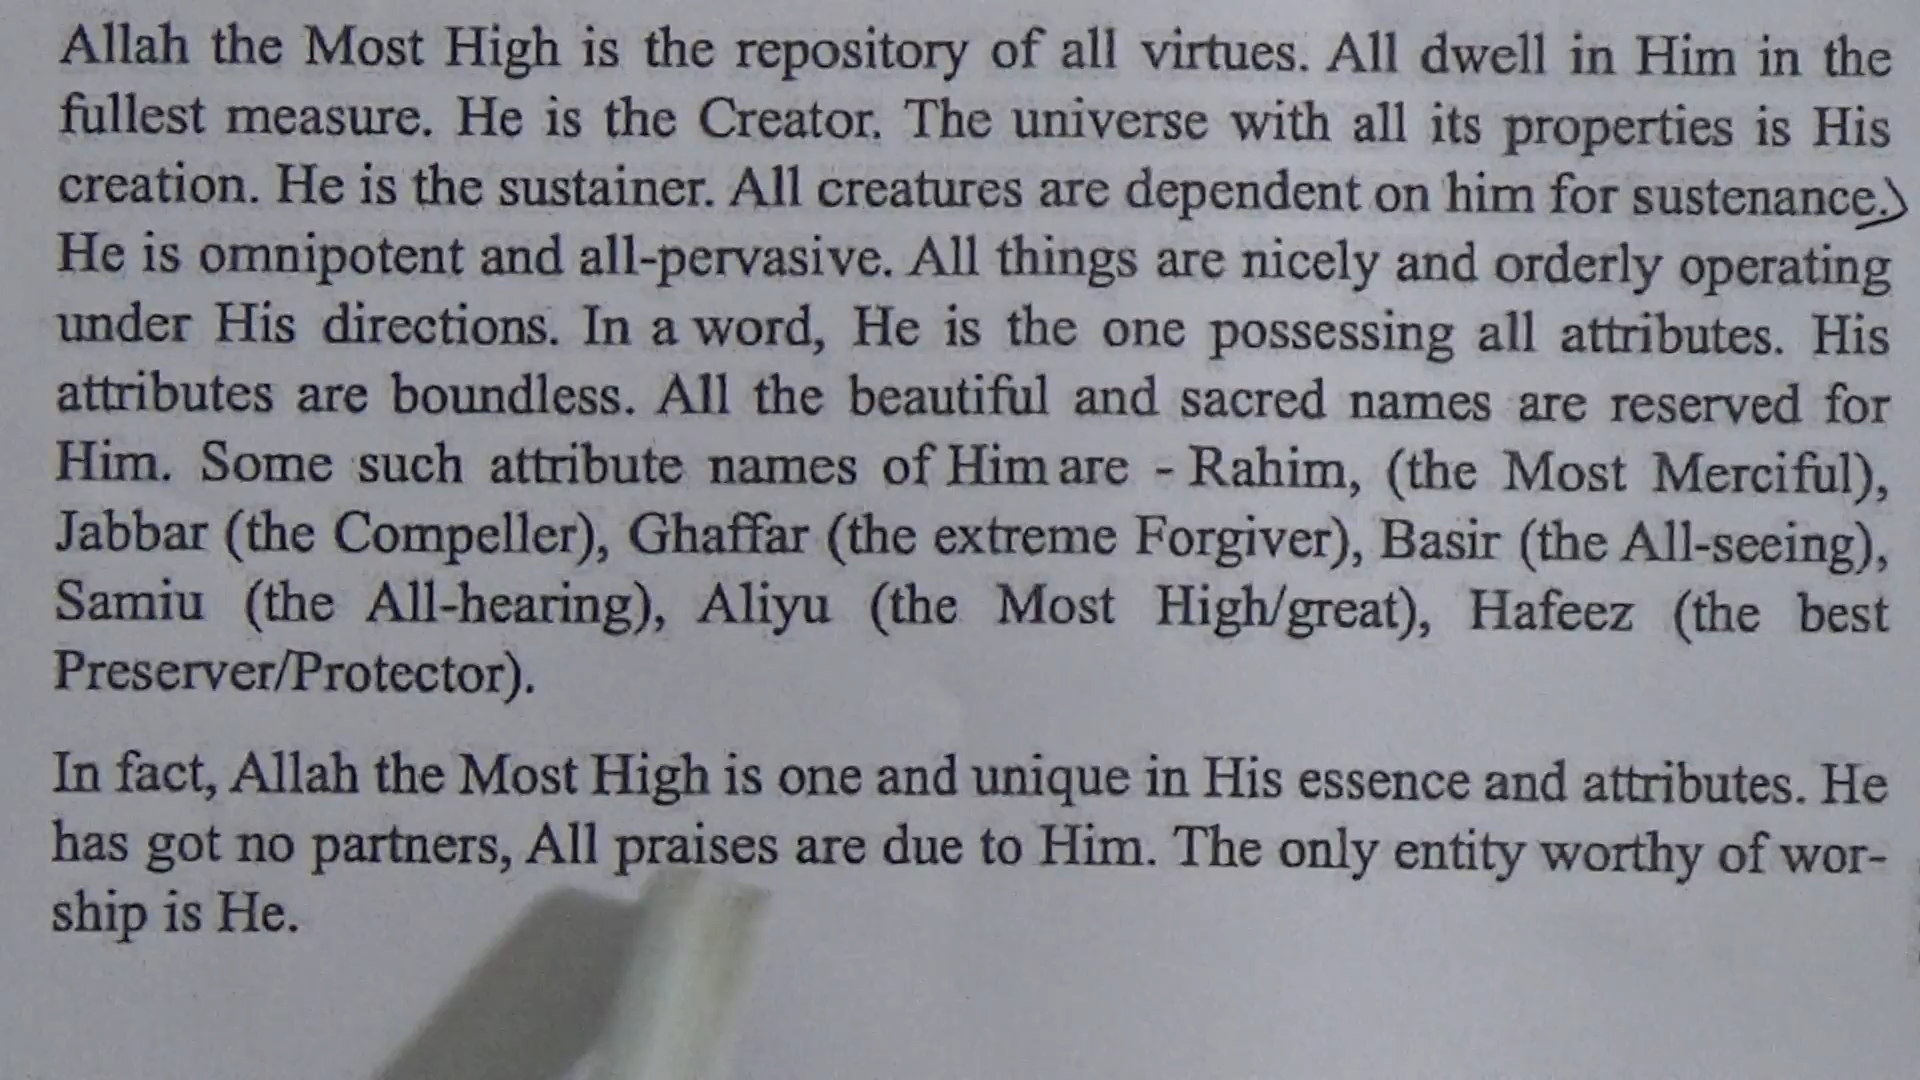 Allah the Most High is the repository of all virtues. All dwell in Him in the
fullest measure. He is the Creator. The universe with all its properties is His
creation. He is the sustainer. All creatures are dependent on him for sustenance.)
He is omnipotent and all-pervasive. All things are nicely and orderly operating
under His directions. In a word, He is the one possessing all attributes. His
attributes are boundless. All the beautiful and sacred names are reserved for
Him. Some such attribute names of Him are - Rahim, (the Most Merciful),
Jabbar (the Compeller), Ghaffar (the extreme Forgiver), Basir (the All-seeing),
Samiu (the All-hearing), Aliyu (the Most High/great), Hafeez (the best
Preserver/Protector).
In fact, Allah the Most High is one and unique in His essence and attributes. He
has got no partners, All praises are due to Him. The only entity worthy of wor-
ship is He.